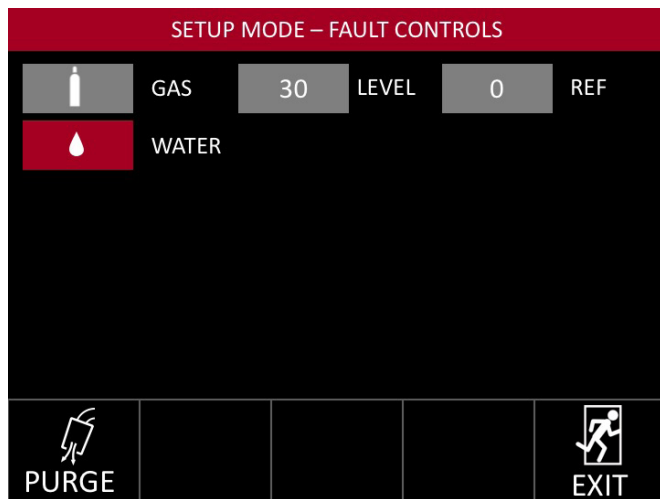 SETUP MODE – FAULT CONTROLS
GAS 30 LEVEL 0 REF
WATER
PURGE EXIT